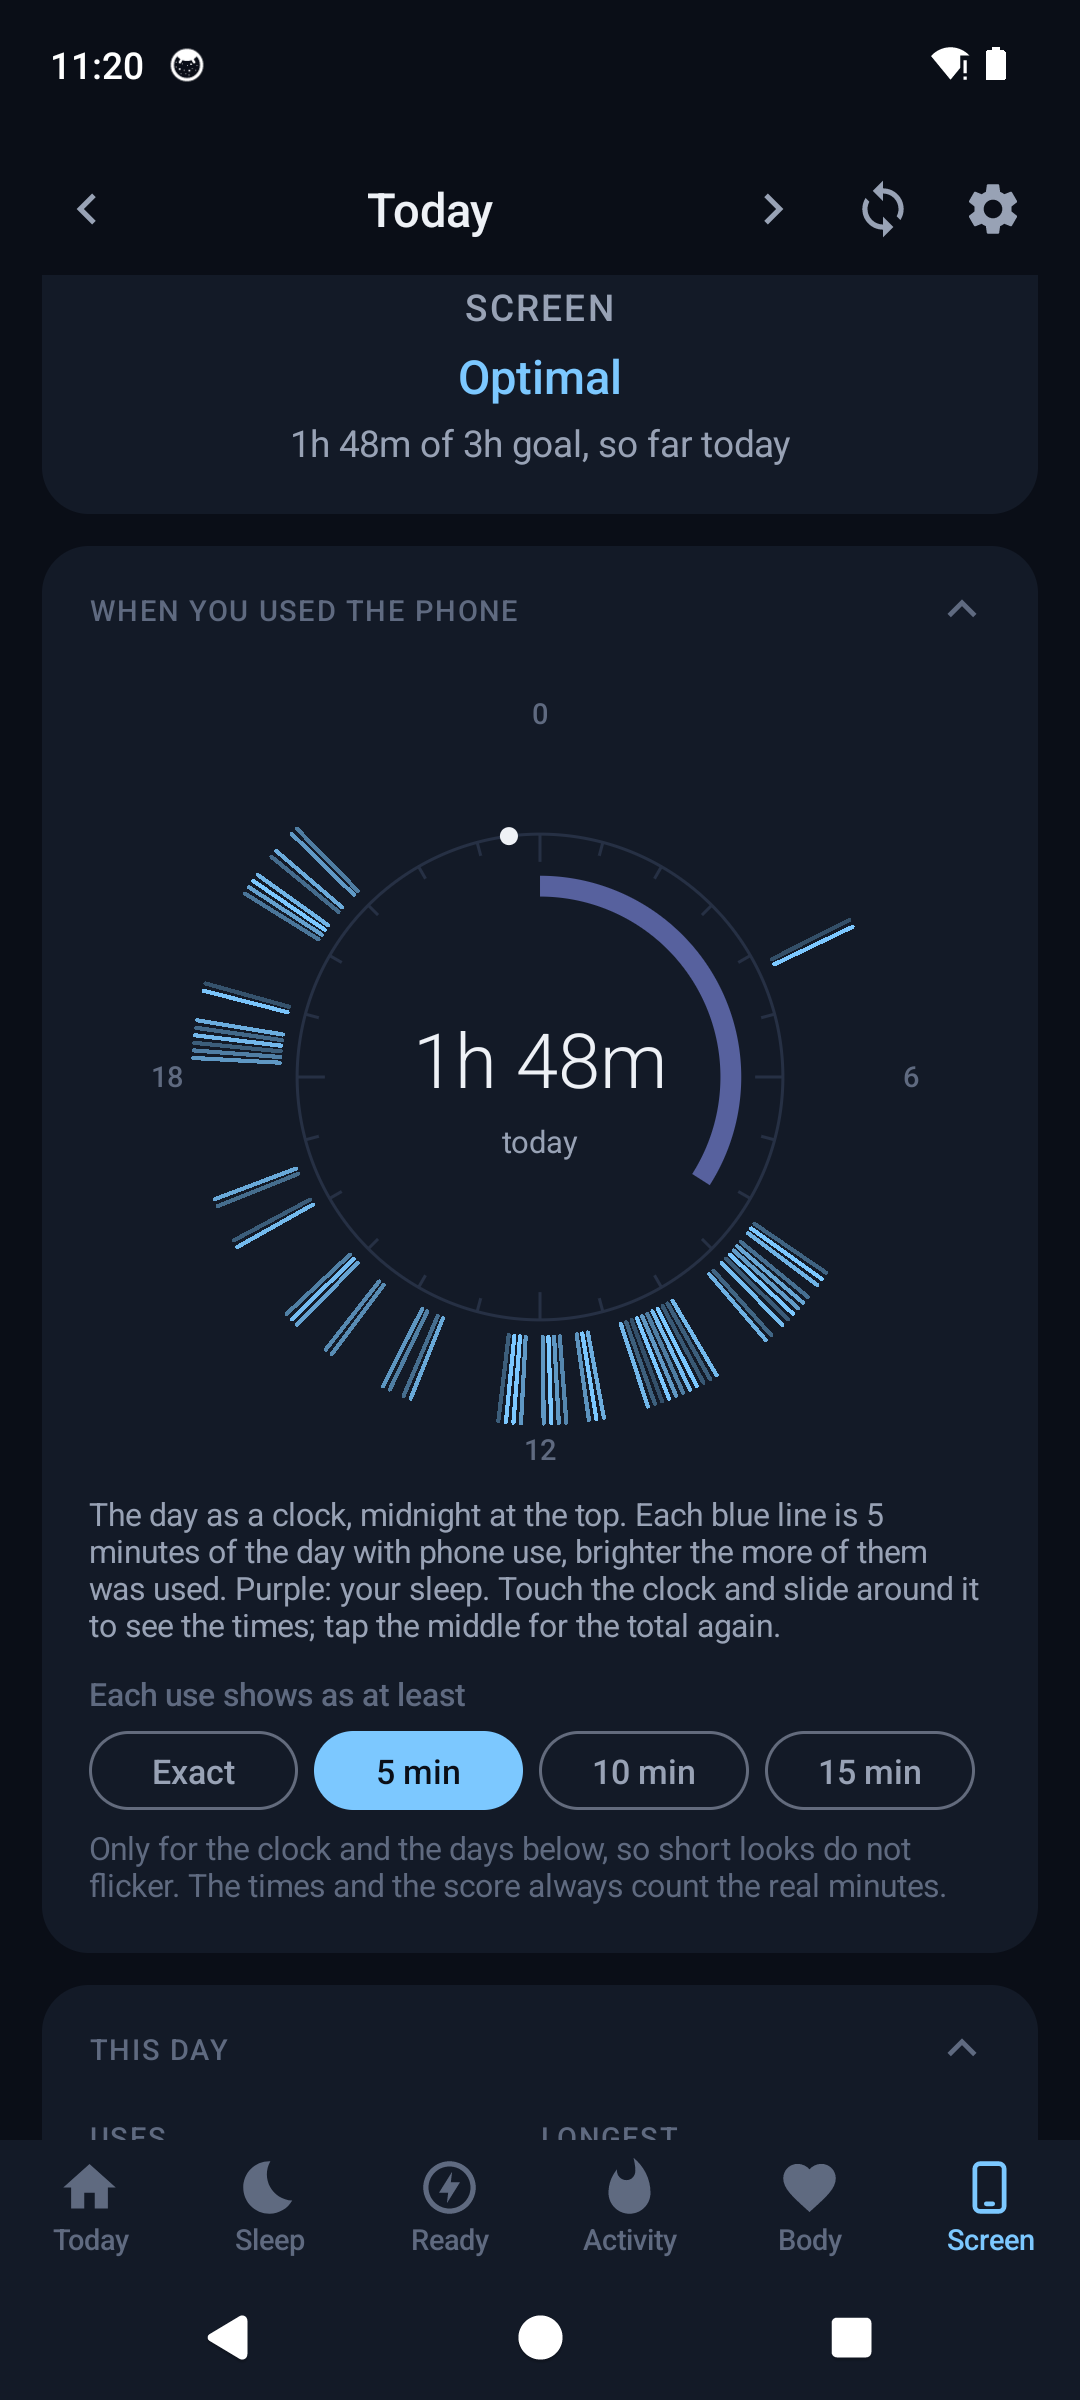 11:20
Today
SCREEN
Optimal
1h 48m of 3h goal, so far today
WHEN YOU USED THE PHONE
0
18
1h 48m
6
today
12
The day as a clock, midnight at the top. Each blue line is 5
minutes of the day with phone use, brighter the more of them
was used. Purple: your sleep. Touch the clock and slide around it
to see the times; tap the middle for the total again.
Each use shows as at least
Exact
5 min
10 min
15 min
Only for the clock and the days below, so short looks do not
flicker. The times and the score always count the real minutes.
THIS DAY
USES
LONGEST
Today
Sleep
Ready
Activity
Body
Screen